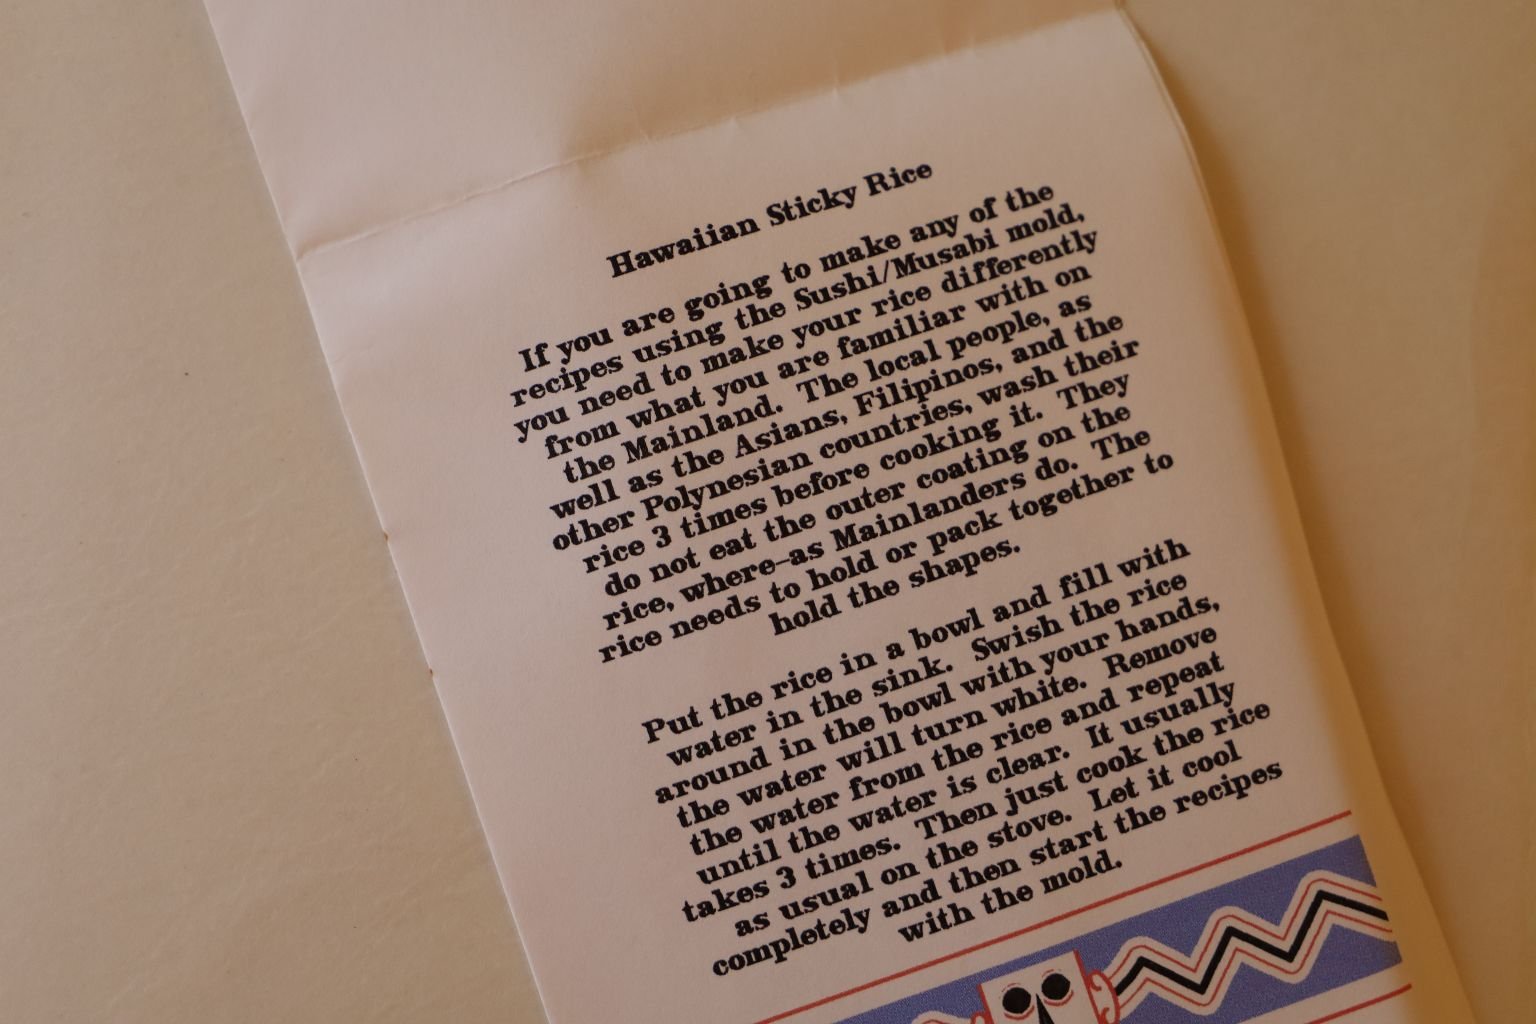 Hawaiian Sticky Rice
If you are going to make any of the
recipes using the Sushi/Musabi mold,
you need to make your rice differently
from what you are familiar with on
the Mainland. The local people, as
well as the Asians, Filipinos, and the
other Polynesian countries, wash their
rice 3 times before cooking it. They
do not eat the outer coating on the
rice, where-as Mainlanders do. The
rice needs to hold or pack together to
hold the shapes.
Put the rice in a bowl and fill with
water in the sink. Swish the rice
around in the bowl with your hands,
the water will turn white. Remove
the water from the rice and repeat
until the water is clear. It usually
takes 3 times. Then just cook the rice
as usual on the stove. Let it cool
completely and then start the recipes
with the mold.